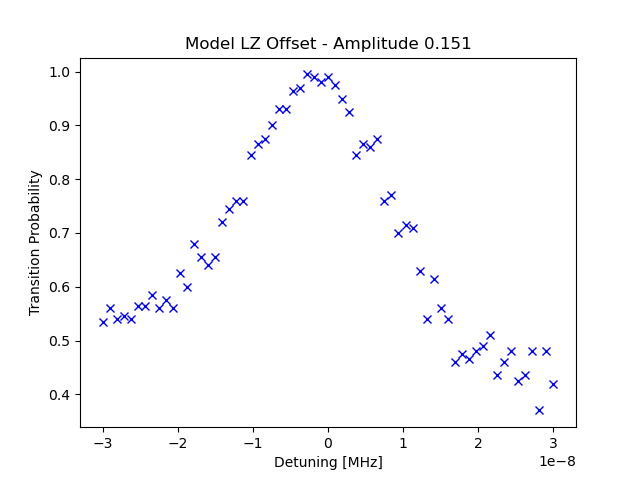 Model LZ Offset - Amplitude 0.151
Transition Probability
1.0
0.9
0.8
0.7
0.6
0.5
0.4
−3 −2 −1 0 1 2 3
1e−8
Detuning [MHz]